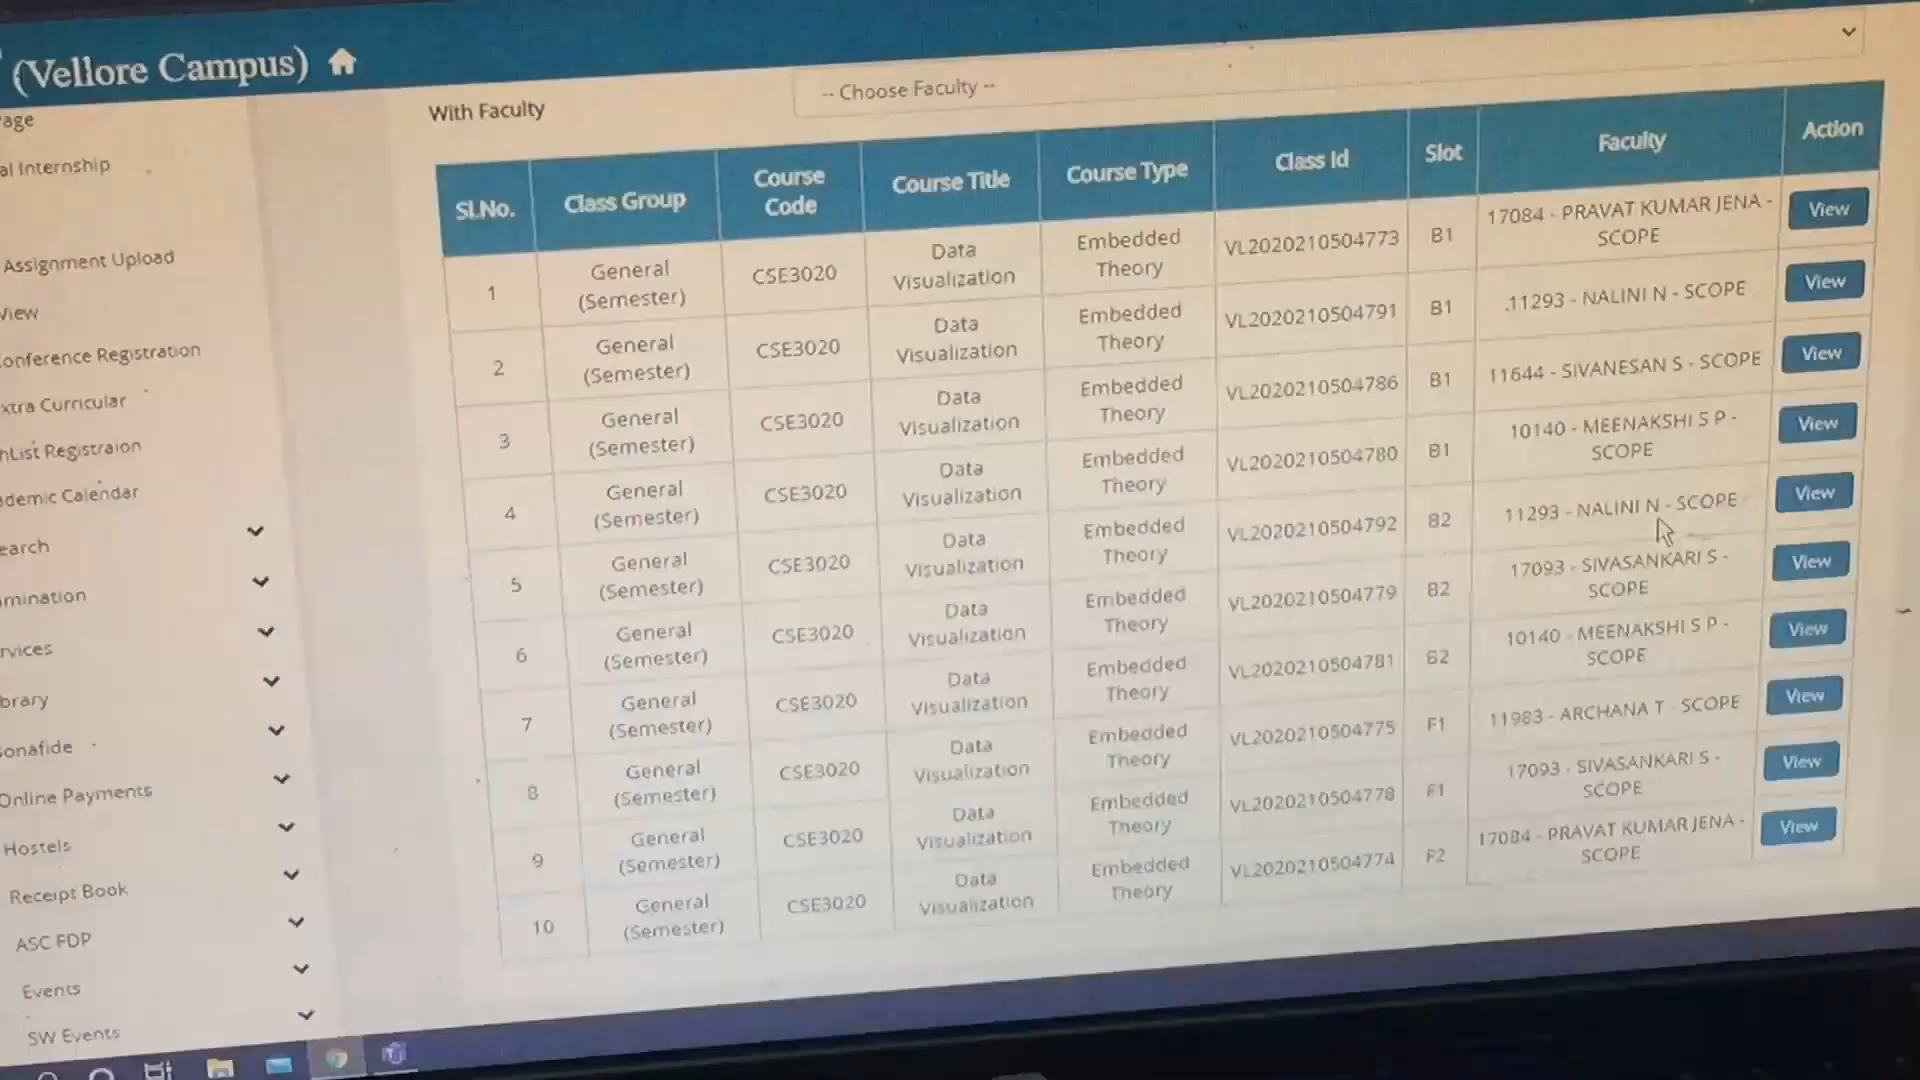 (Vellore Campus)
age
al Internship
Assignment Upload
View
onference Registration
xtra Curricular
hList Registraion
demic Calendar
earch
mination
rvices
brary
onafide
Online Payments
Hostels
Receipt Book
ASC FDP
Events
SW Events
With Faculty
-- Choose Faculty --
Sl.No. Class Group Course Code Course Title Course Type Class Id Slot Faculty Action
1 General (Semester) CSE3020 Data Visualization Embedded Theory VL2020210504773 B1 17084 - PRAVAT KUMAR JENA - SCOPE View
2 General (Semester) CSE3020 Data Visualization Embedded Theory VL2020210504791 B1 11293 - NALINI N - SCOPE View
3 General (Semester) CSE3020 Data Visualization Embedded Theory VL2020210504786 B1 11644 - SIVANESAN S - SCOPE View
4 General (Semester) CSE3020 Data Visualization Embedded Theory VL2020210504780 B1 10140 - MEENAKSHI S P - SCOPE View
5 General (Semester) CSE3020 Data Visualization Embedded Theory VL2020210504792 B2 11293 - NALINI N - SCOPE View
6 General (Semester) CSE3020 Data Visualization Embedded Theory VL2020210504779 B2 17093 - SIVASANKARI S - SCOPE View
7 General (Semester) CSE3020 Data Visualization Embedded Theory VL2020210504781 B2 10140 - MEENAKSHI S P - SCOPE View
8 General (Semester) CSE3020 Data Visualization Embedded Theory VL2020210504775 F1 11983 - ARCHANA T - SCOPE View
9 General (Semester) CSE3020 Data Visualization Embedded Theory VL2020210504778 F1 17093 - SIVASANKARI S - SCOPE View
10 General (Semester) CSE3020 Data Visualization Embedded Theory VL2020210504774 F2 17084 - PRAVAT KUMAR JENA - SCOPE View